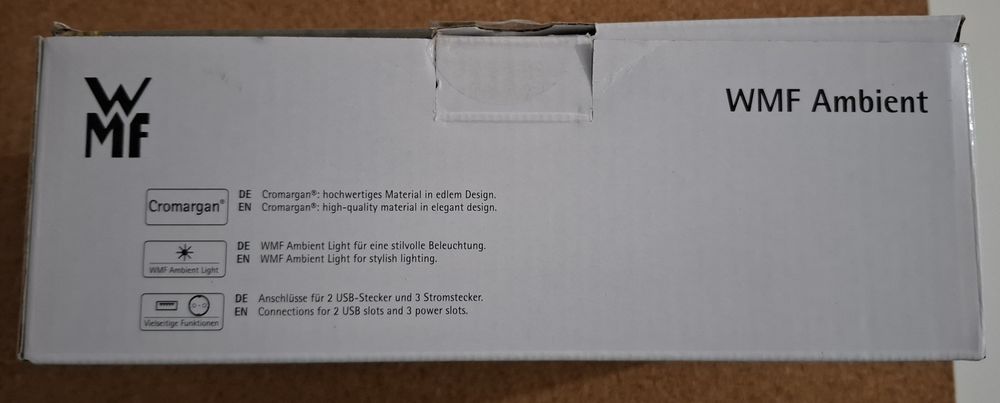 WMF
WMF Ambient
Cromargan®
DE Cromargan®: hochwertiges Material in edlem Design.
EN Cromargan®: high-quality material in elegant design.
WMF Ambient Light
DE WMF Ambient Light für eine stilvolle Beleuchtung.
EN WMF Ambient Light for stylish lighting.
Vielseitige Funktionen
DE Anschlüsse für 2 USB-Stecker und 3 Stromstecker.
EN Connections for 2 USB slots and 3 power slots.